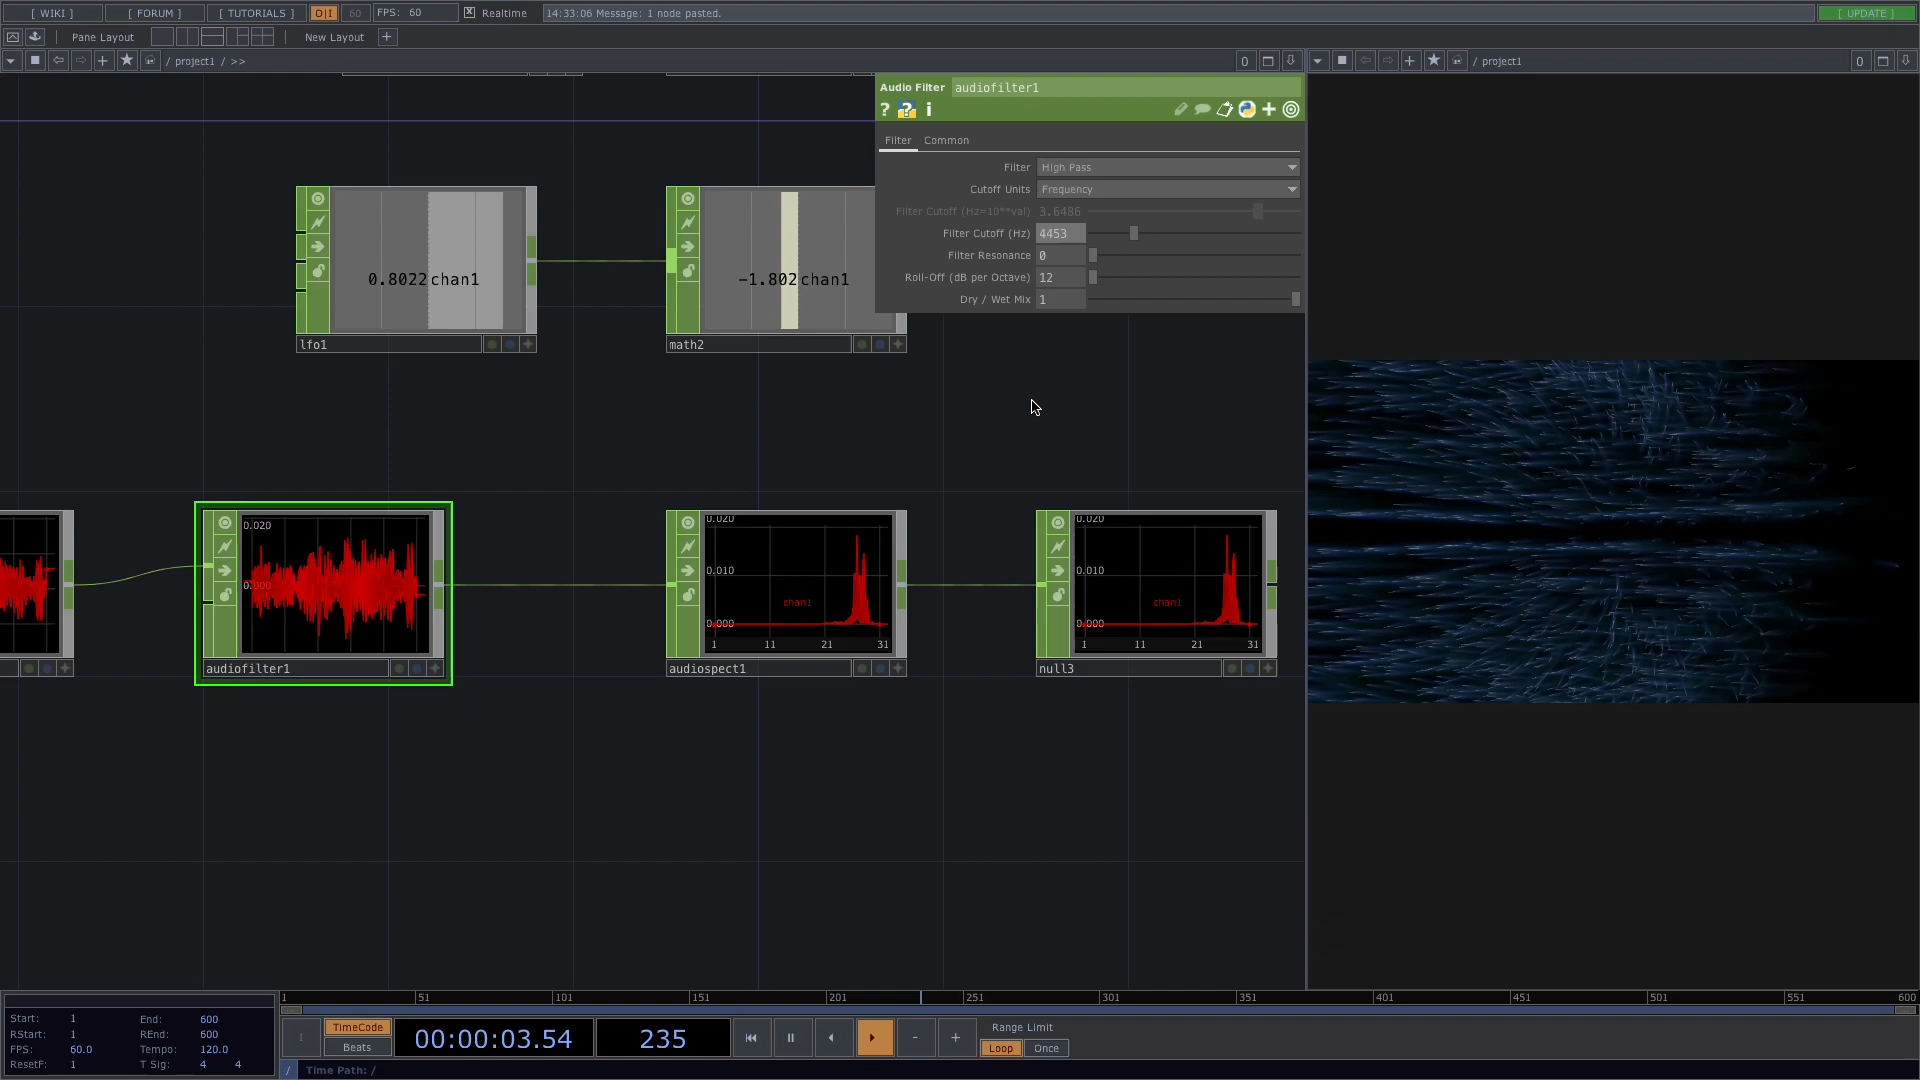 [ WIKI ] [ FORUM ] [ TUTORIALS ] O|I 60 FPS: 60 Realtime 14:33:06 Message: 1 node pasted. [ UPDATE ]
Pane Layout New Layout +
/ project1 / >> 0 / project1 0
Audio Filter audiofilter1
? ? i
Filter Common
Filter High Pass
Cutoff Units Frequency
Filter Cutoff (Hz=10**val) 3.6486
Filter Cutoff (Hz) 4453
Filter Resonance 0
Roll-Off (dB per Octave) 12
Dry / Wet Mix 1
0.8022 chan1
-1.802 chan1
lfo1
math2
0.020
0.000
audiofilter1
0.020
0.010
chan1
0.000
1 11 21 31
audiospect1
0.020
0.010
chan1
0.000
1 11 21 31
null3
1 51 101 151 201 251 301 351 401 451 501 551 600
Start: 1 End: 600
RStart: 1 REnd: 600
FPS: 60.0 Tempo: 120.0
ResetF: 1 T Sig: 4 4
TimeCode
Beats
00:00:03.54
235
- +
Range Limit
Loop Once
/ Time Path: /